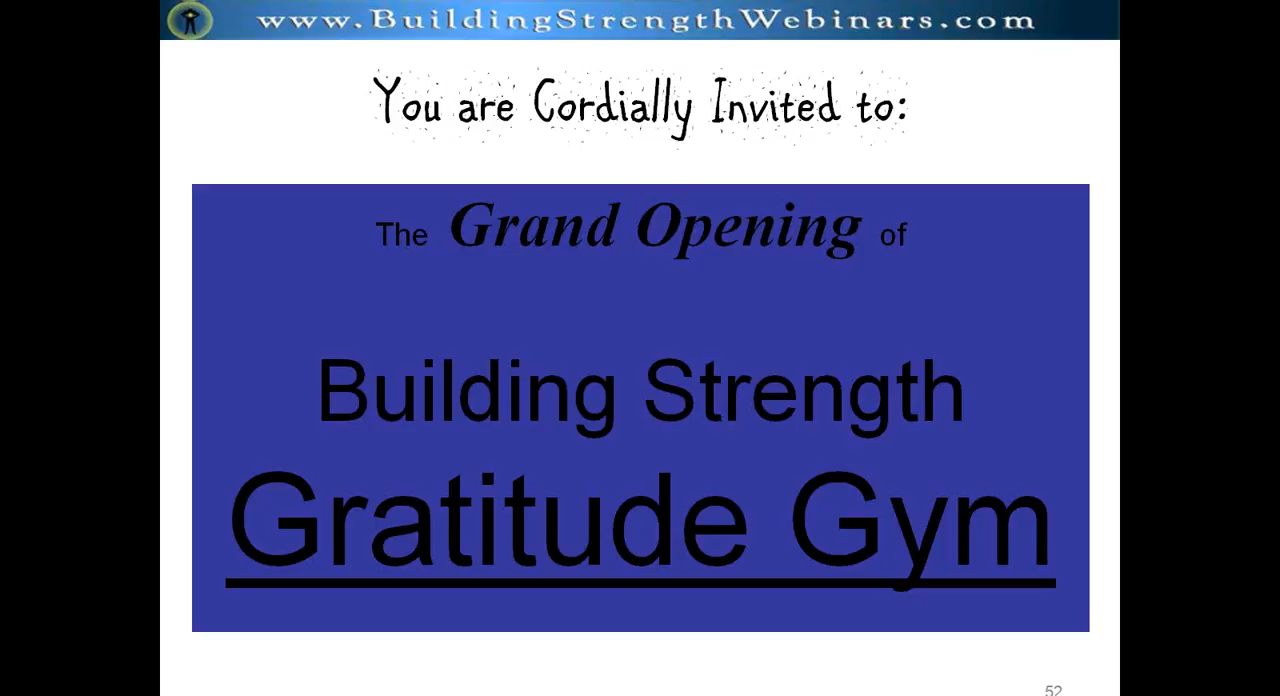 www.BuildingStrengthWebinars.com
You are Cordially Invited to:
The Grand Opening of
Building Strength
Gratitude Gym
52